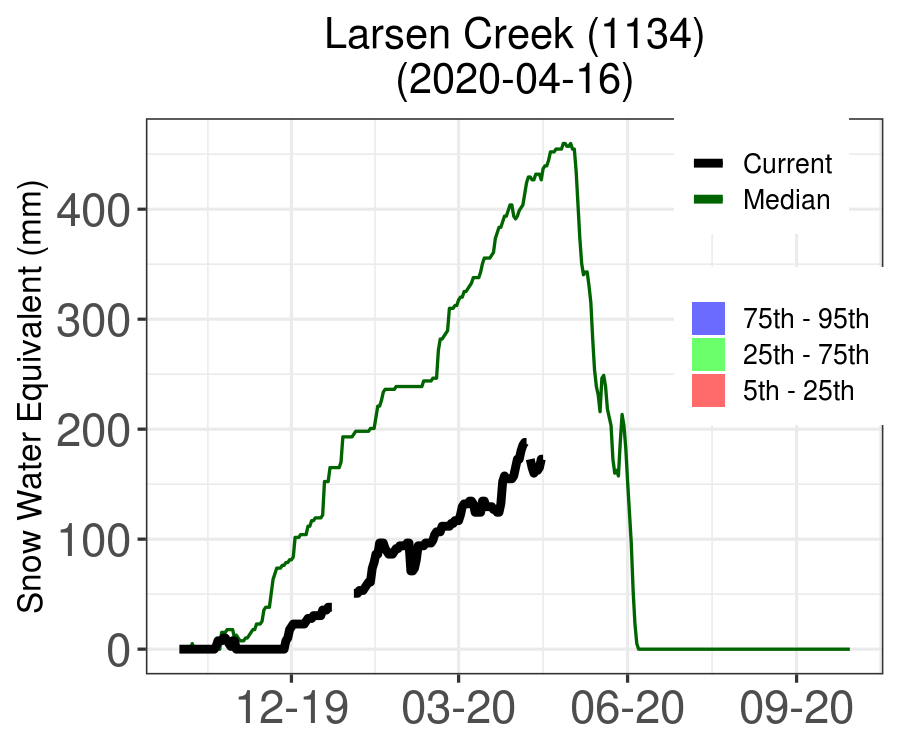 Larsen Creek (1134)
(2020-04-16)
Snow Water Equivalent (mm)
400
300
200
100
0
12-19
03-20
06-20
09-20
Current
Median
75th - 95th
25th - 75th
5th - 25th